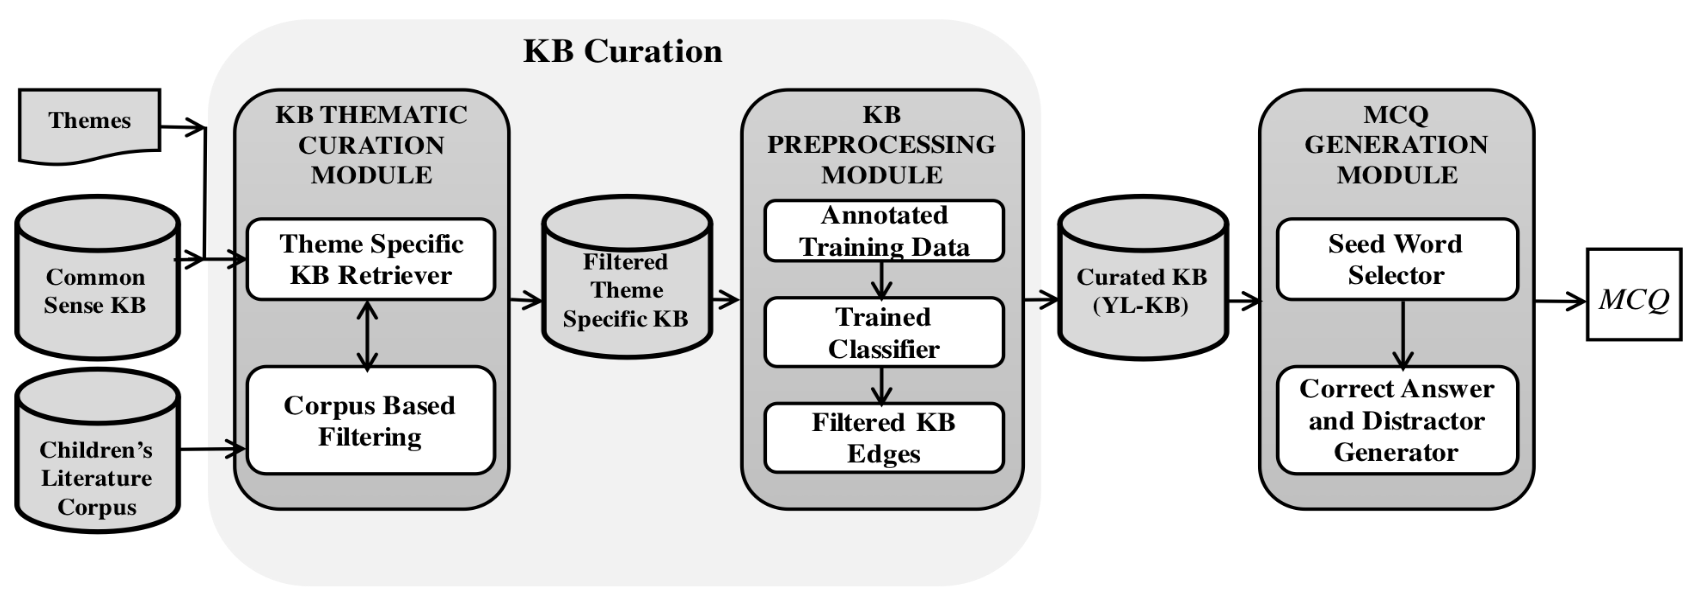 KB Curation
Themes
Common
Sense KB
Children's
Literature
Corpus
KB THEMATIC
CURATION
MODULE
Theme Specific
KB Retriever
Corpus Based
Filtering
Filtered
Theme
Specific KB
KB
PREPROCESSING
MODULE
Annotated
Training Data
Trained
Classifier
Filtered KB
Edges
Curated KB
(YL-KB)
MCQ
GENERATION
MODULE
Seed Word
Selector
Correct Answer
and Distractor
Generator
MCQ